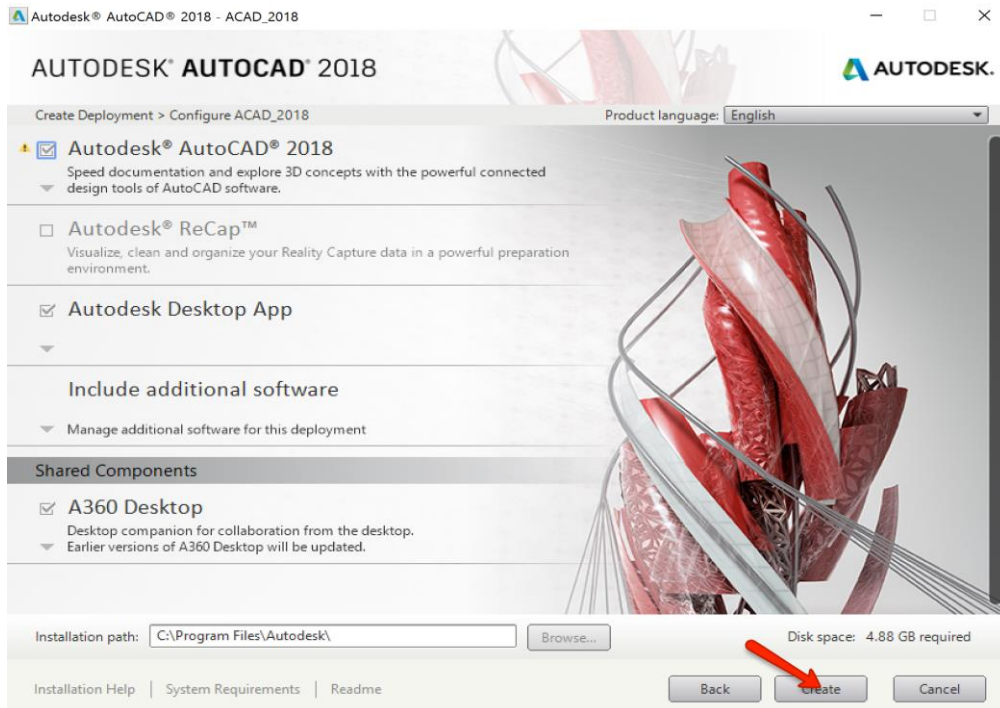 Autodesk® AutoCAD® 2018 - ACAD_2018
AUTODESK® AUTOCAD® 2018
AUTODESK.
Create Deployment > Configure ACAD_2018
Product language: English
Autodesk® AutoCAD® 2018
Speed documentation and explore 3D concepts with the powerful connected
design tools of AutoCAD software.
Autodesk® ReCap™
Visualize, clean and organize your Reality Capture data in a powerful preparation
environment.
Autodesk Desktop App
Include additional software
Manage additional software for this deployment
Shared Components
A360 Desktop
Desktop companion for collaboration from the desktop.
Earlier versions of A360 Desktop will be updated.
Installation path: C:\Program Files\Autodesk\ Browse...
Disk space: 4.88 GB required
Installation Help | System Requirements | Readme
Back Create Cancel